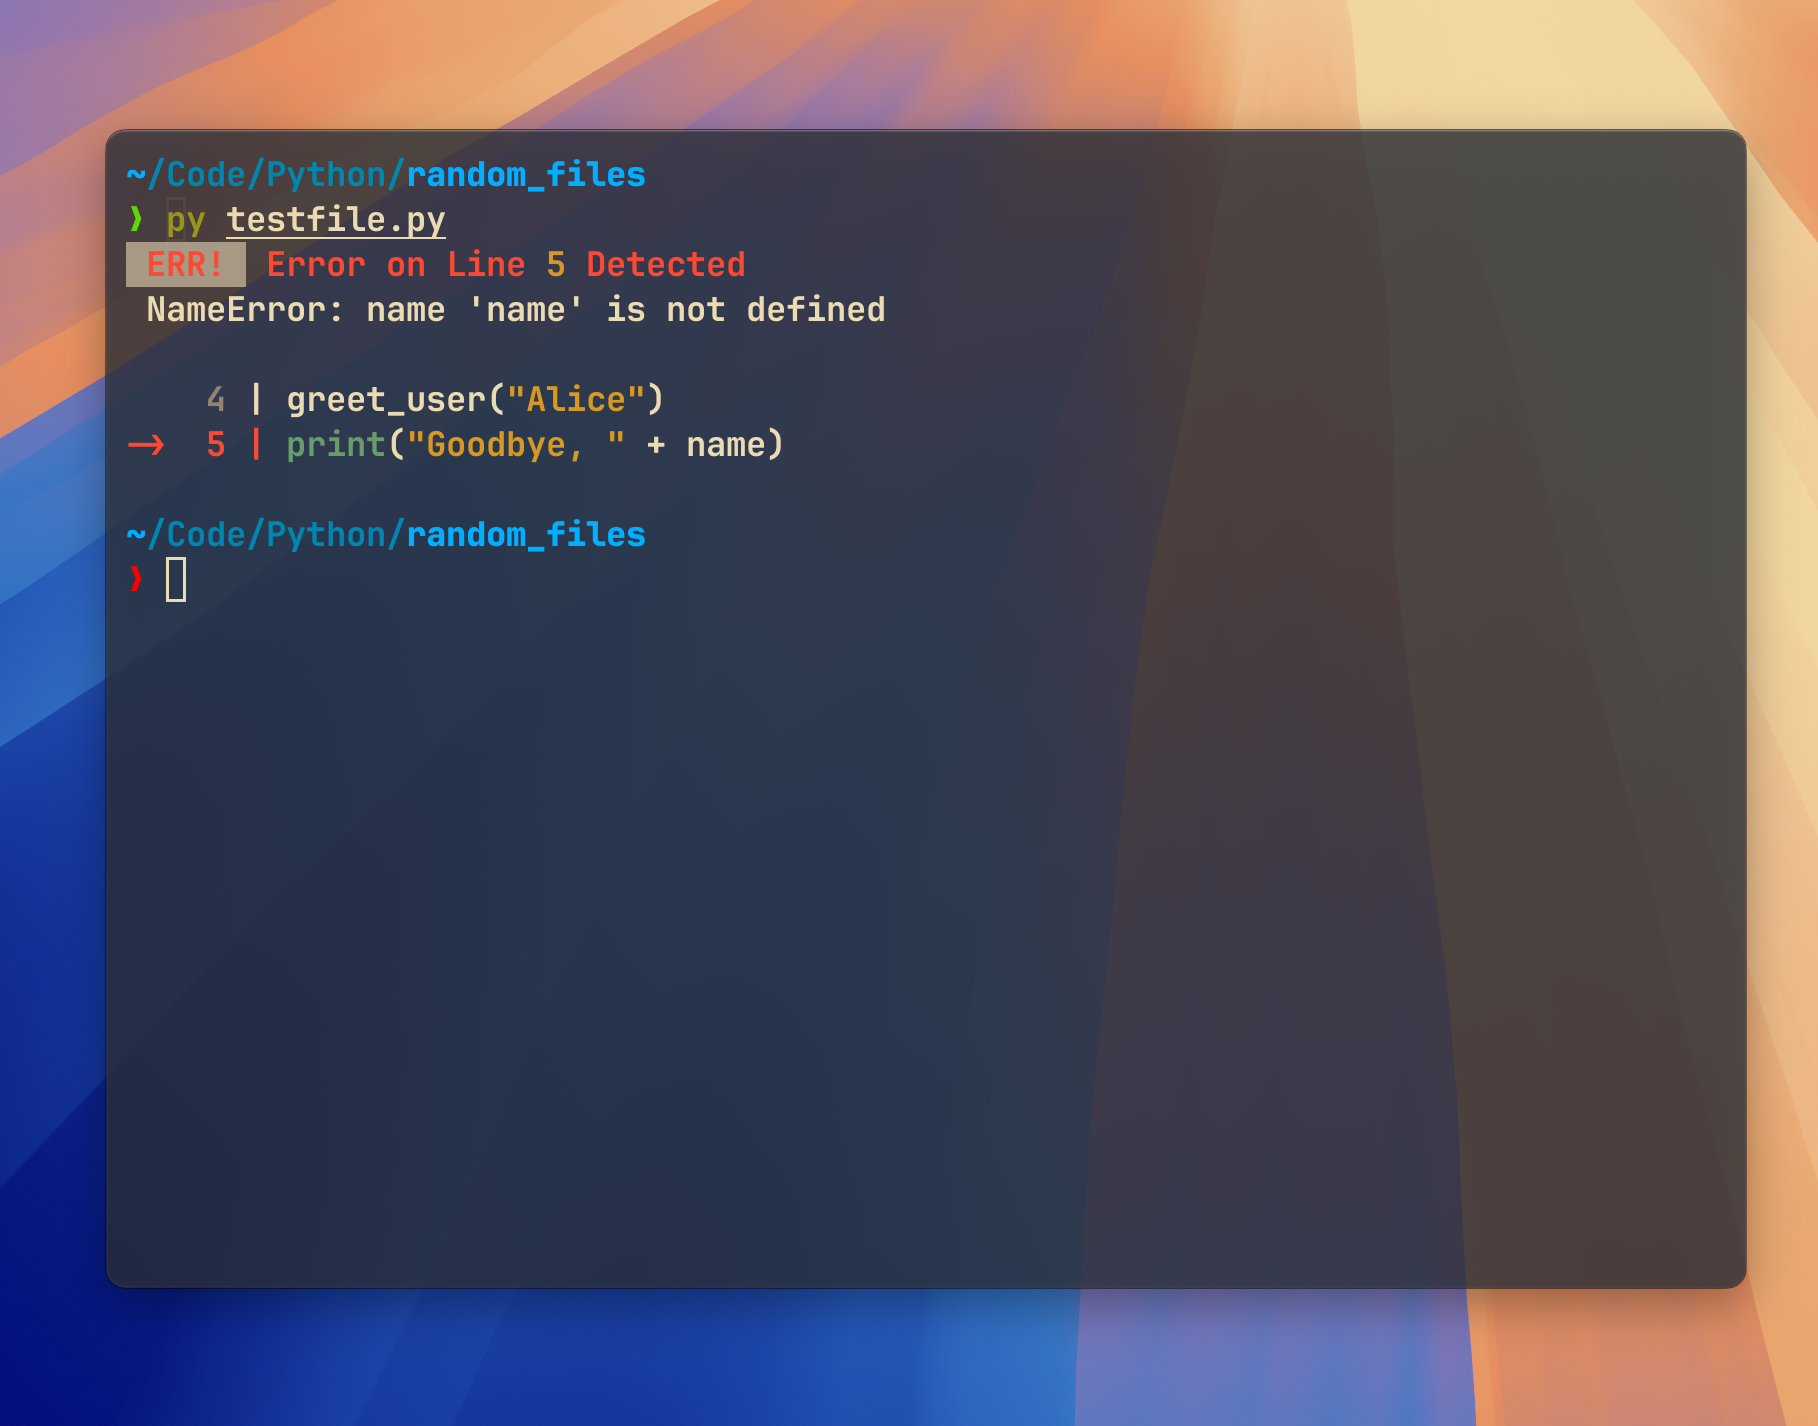 ~/Code/Python/random_files
❯ py testfile.py
ERR! Error on Line 5 Detected
NameError: name 'name' is not defined
4 | greet_user("Alice")
-> 5 | print("Goodbye, " + name)
~/Code/Python/random_files
❯